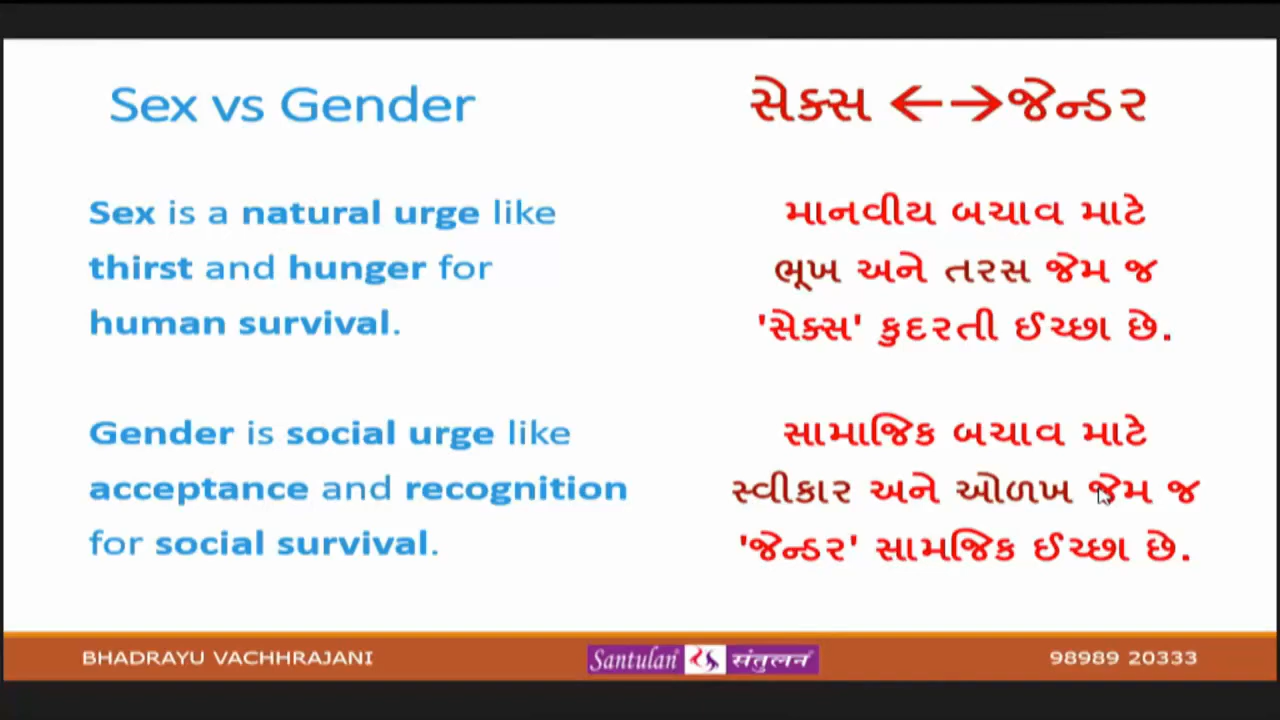 Sex vs Gender
Sex is a natural urge like
thirst and hunger for
human survival.
Gender is social urge like
acceptance and recognition
for social survival.
સેક્સ ←→જેન્ડર
માનવીય બચાવ માટે
ભૂખ અને તરસ જેમ જ
'સેક્સ' કુદરતી ઈચ્છા છે.
સામાજિક બચાવ માટે
સ્વીકાર અને ઓળખ જેમ જ
'જેન્ડર' સામજિક ઈચ્છા છે.
BHADRAYU VACHHRAJANI
Santulan संतुलन
98989 20333